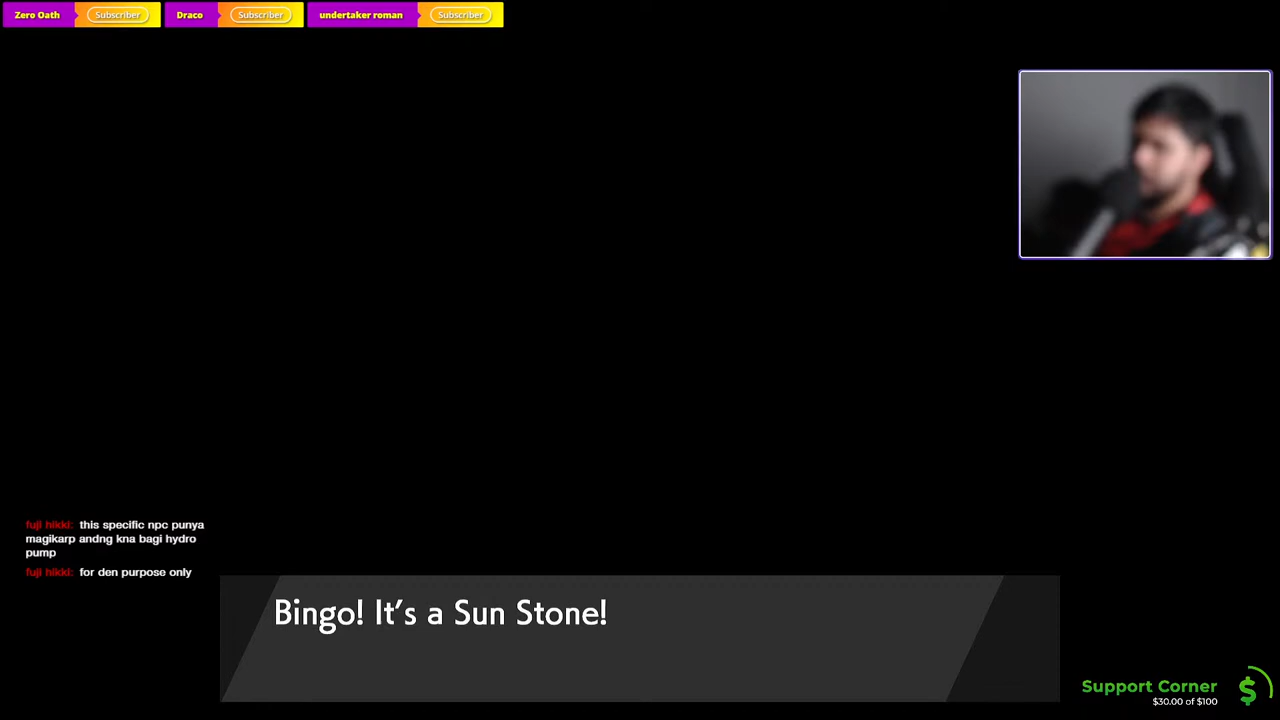 Zero Oath Subscriber Draco Subscriber undertaker roman Subscriber
fuji hikki: this specific npc punya
magikarp andng kna bagi hydro
pump
fuji hikki: for den purpose only
Bingo! It's a Sun Stone!
Support Corner
$30.00 of $100
$